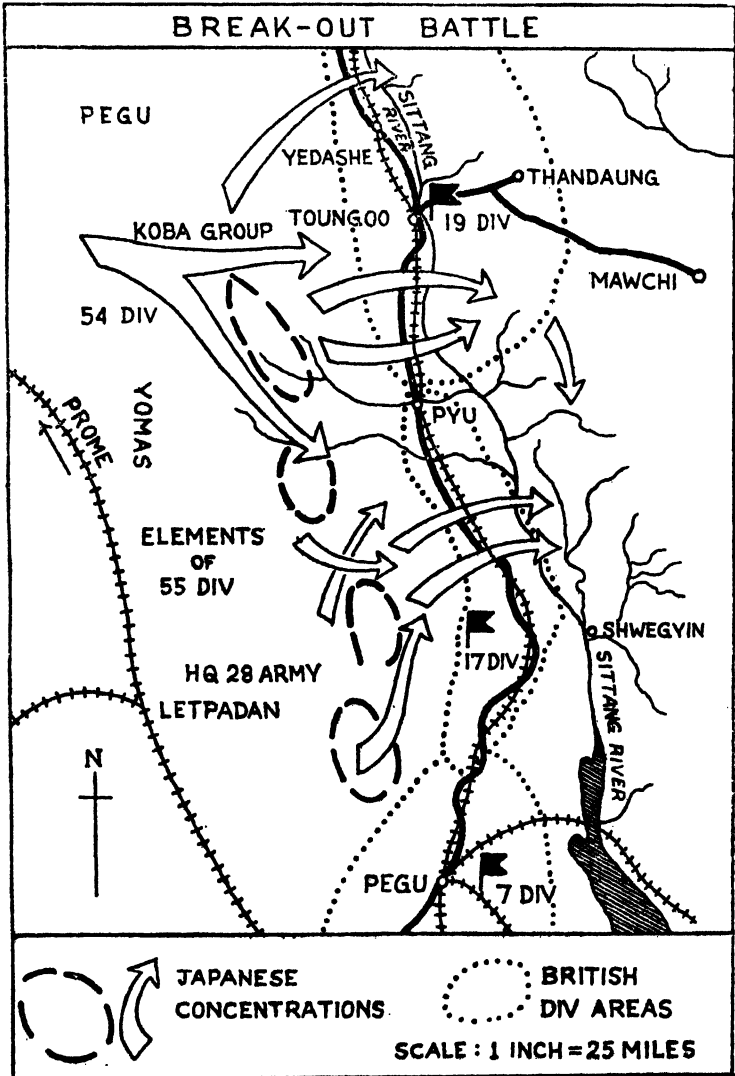 BREAK-OUT BATTLE
PEGU
SITTANG
RIVER
YEDASHE
THANDAUNG
KOBA GROUP
TOUNGOO
19 DIV
MAWCHI
54 DIV
PROME
YOMAS
PYU
ELEMENTS
OF
55 DIV
SHWEGYIN
17 DIV
HQ 28 ARMY
LETPADAN
SITTANG RIVER
N
PEGU
7 DIV
JAPANESE
CONCENTRATIONS
BRITISH
DIV AREAS
SCALE: 1 INCH = 25 MILES